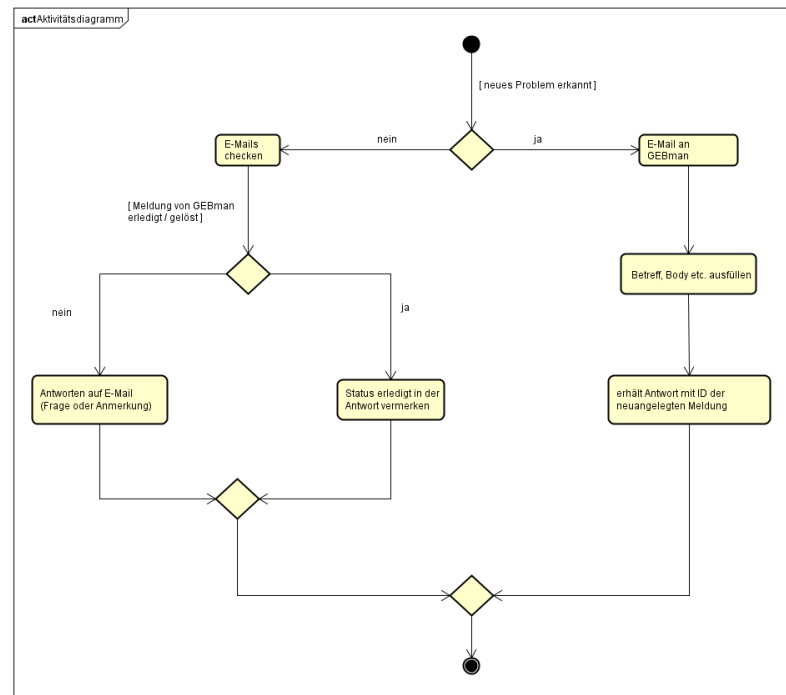 actAktivitätsdiagramm
[ neues Problem erkannt ]
nein
ja
E-Mails
checken
E-Mail an
GEBman
[ Meldung von GEBman
erledigt / gelöst ]
Betreff, Body etc. ausfüllen
nein
ja
Antworten auf E-Mail
(Frage oder Anmerkung)
Status erledigt in der
Antwort vermerken
erhält Antwort mit ID der
neuangelegten Meldung